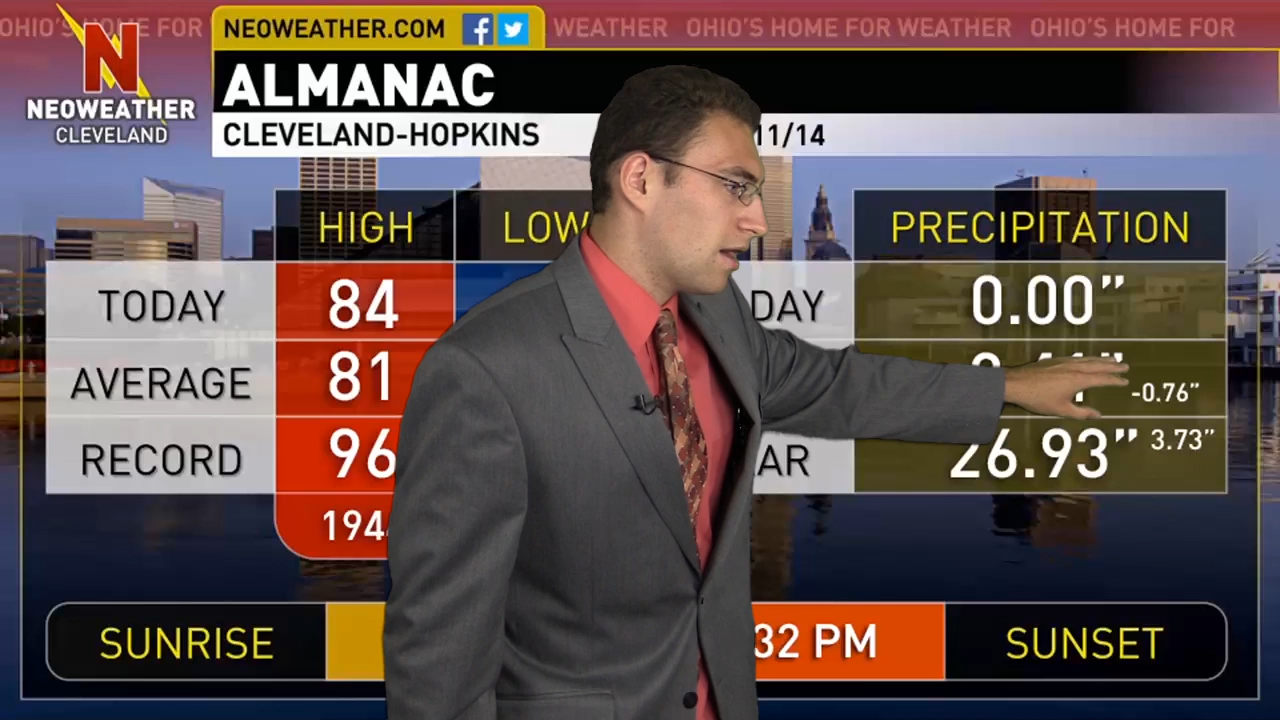 OHIO'S HOME FOR WEATHER OHIO'S HOME FOR WEATHER OHIO'S HOME FOR
NEOWEATHER.COM
N
NEOWEATHER
CLEVELAND
ALMANAC
CLEVELAND-HOPKINS 11/14
HIGH LOW PRECIPITATION
TODAY 84 DAY 0.00"
AVERAGE 81 -0.76"
RECORD 96 AR 26.93" 3.73"
194
SUNRISE 32 PM SUNSET